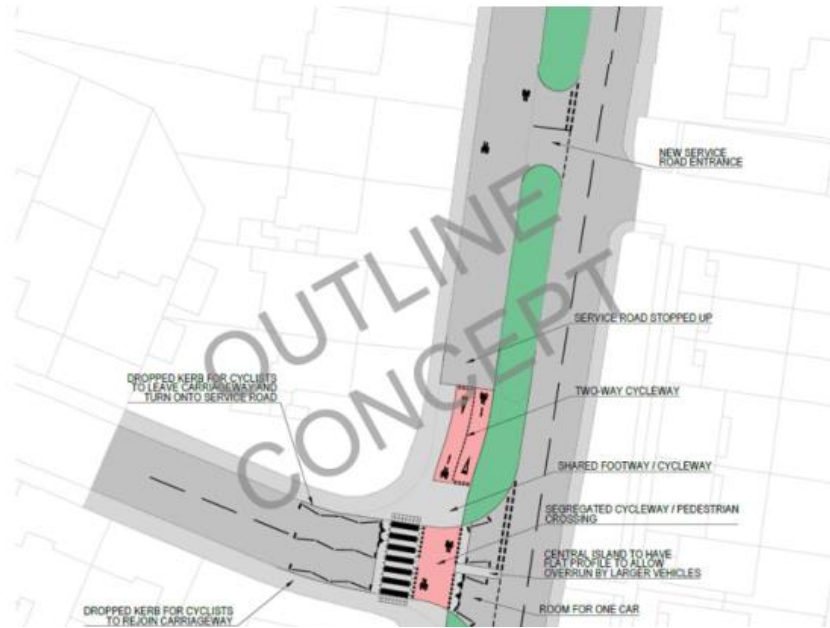 NEW SERVICE
ROAD ENTRANCE
OUTLINE
CONCEPT
SERVICE ROAD STOPPED UP
DROPPED KERB FOR CYCLISTS
TO LEAVE CARRIAGEWAY AND
TURN ONTO SERVICE ROAD
TWO-WAY CYCLEWAY
SHARED FOOTWAY / CYCLEWAY
SEGREGATED CYCLEWAY / PEDESTRIAN
CROSSING
CENTRAL ISLAND TO HAVE
FLAT PROFILE TO ALLOW
OVERRUN BY LARGER VEHICLES
ROOM FOR ONE CAR
DROPPED KERB FOR CYCLISTS
TO REJOIN CARRIAGEWAY